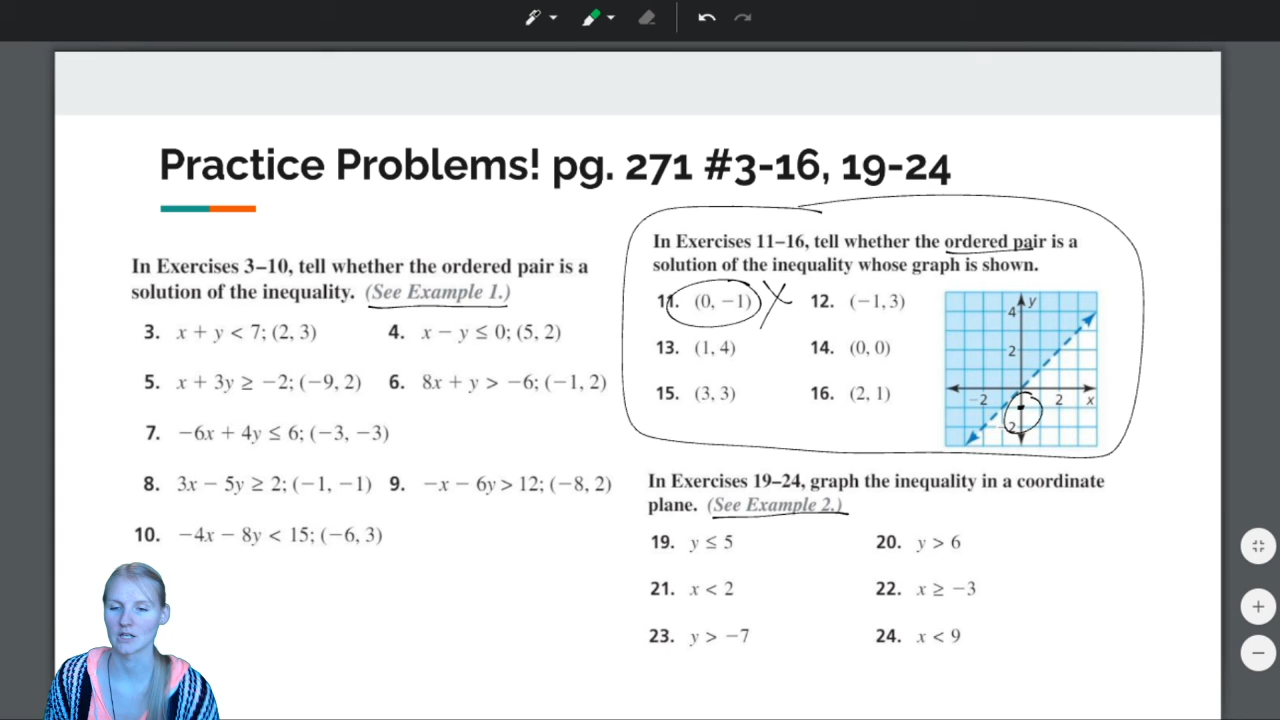 Practice Problems! pg. 271 #3-16, 19-24
In Exercises 3–10, tell whether the ordered pair is a
solution of the inequality. (See Example 1.)
3. x + y < 7; (2, 3) 4. x − y ≤ 0; (5, 2)
5. x + 3y ≥ −2; (−9, 2) 6. 8x + y > −6; (−1, 2)
7. −6x + 4y ≤ 6; (−3, −3)
8. 3x − 5y ≥ 2; (−1, −1) 9. −x − 6y > 12; (−8, 2)
10. −4x − 8y < 15; (−6, 3)
In Exercises 11–16, tell whether the ordered pair is a
solution of the inequality whose graph is shown.
11. (0, −1) 12. (−1, 3)
13. (1, 4) 14. (0, 0)
15. (3, 3) 16. (2, 1)
4 y
2
−2 2 x
−2
In Exercises 19–24, graph the inequality in a coordinate
plane. (See Example 2.)
19. y ≤ 5 20. y > 6
21. x < 2 22. x ≥ −3
23. y > −7 24. x < 9